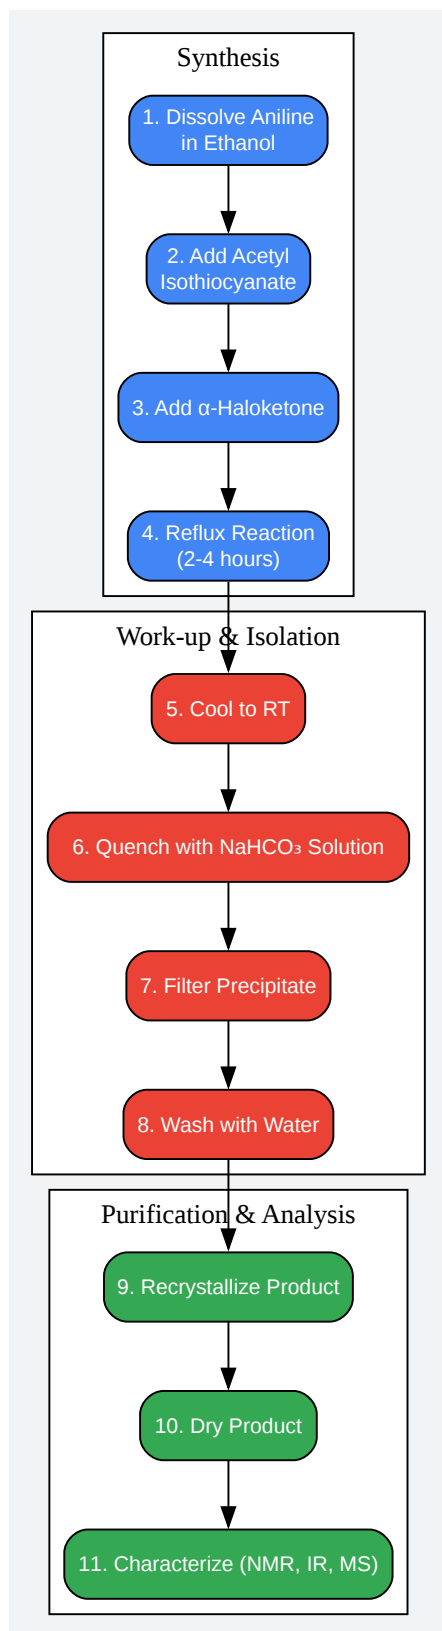 Synthesis
1. Dissolve Aniline
in Ethanol
2. Add Acetyl
Isothiocyanate
3. Add α-Haloketone
4. Reflux Reaction
(2-4 hours)
Work-up & Isolation
5. Cool to RT
6. Quench with NaHCO₃ Solution
7. Filter Precipitate
8. Wash with Water
Purification & Analysis
9. Recrystallize Product
10. Dry Product
11. Characterize (NMR, IR, MS)